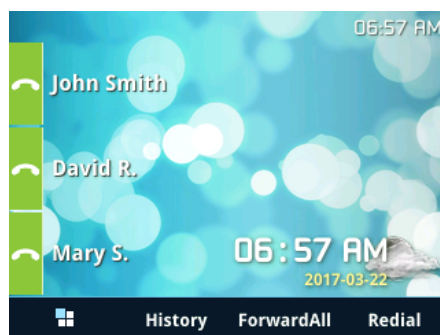 06:57 AM
John Smith
David R.
Mary S.
06:57 AM
2017-03-22
History ForwardAll Redial